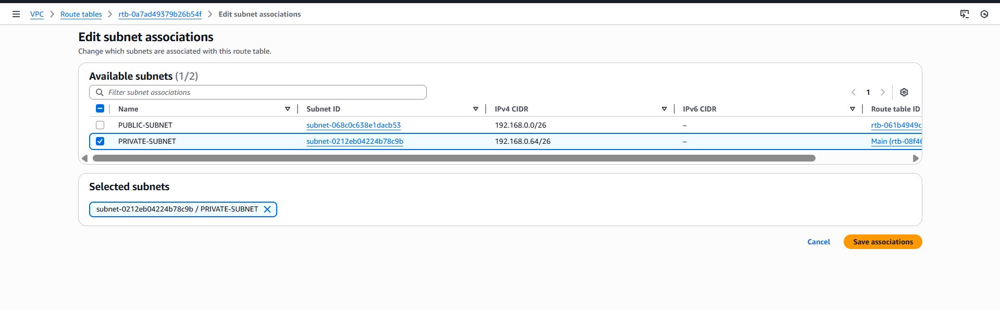 VPC > Route tables > rtb-0a7ad49379b26b54f > Edit subnet associations
Edit subnet associations
Change which subnets are associated with this route table.
Available subnets (1/2)
Filter subnet associations
1
Name Subnet ID IPv4 CIDR IPv6 CIDR Route table ID
PUBLIC-SUBNET subnet-068c0c638e1dacb53 192.168.0.0/26 – rtb-061b4949c
PRIVATE-SUBNET subnet-0212eb04224b78c9b 192.168.0.64/26 – Main (rtb-08f46
Selected subnets
subnet-0212eb04224b78c9b / PRIVATE-SUBNET
Cancel Save associations